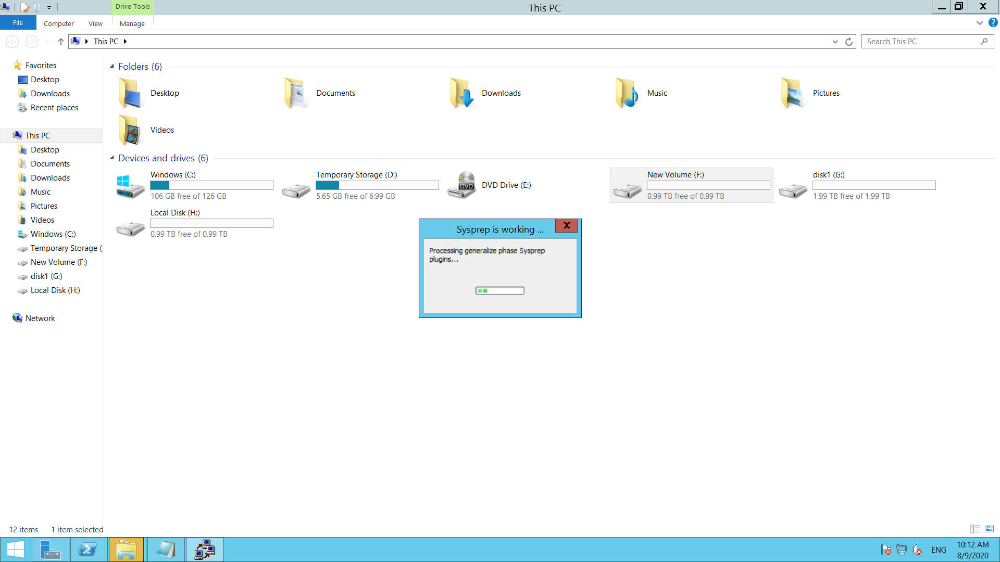 Drive Tools
This PC
File
Computer
View
Manage
This PC
Search This PC
Favorites
Desktop
Downloads
Recent places
This PC
Desktop
Documents
Downloads
Music
Pictures
Videos
Windows (C:)
Temporary Storage (
New Volume (F:)
disk1 (G:)
Local Disk (H:)
Network
Folders (6)
Desktop
Documents
Downloads
Music
Pictures
Videos
Devices and drives (6)
Windows (C:)
106 GB free of 126 GB
Temporary Storage (D:)
5.65 GB free of 6.99 GB
DVD
DVD Drive (E:)
New Volume (F:)
0.99 TB free of 0.99 TB
disk1 (G:)
1.99 TB free of 1.99 TB
Local Disk (H:)
0.99 TB free of 0.99 TB
Sysprep is working ...
Processing generalize phase Sysprep
plugins...
12 items
1 item selected
ENG
10:12 AM
8/9/2020